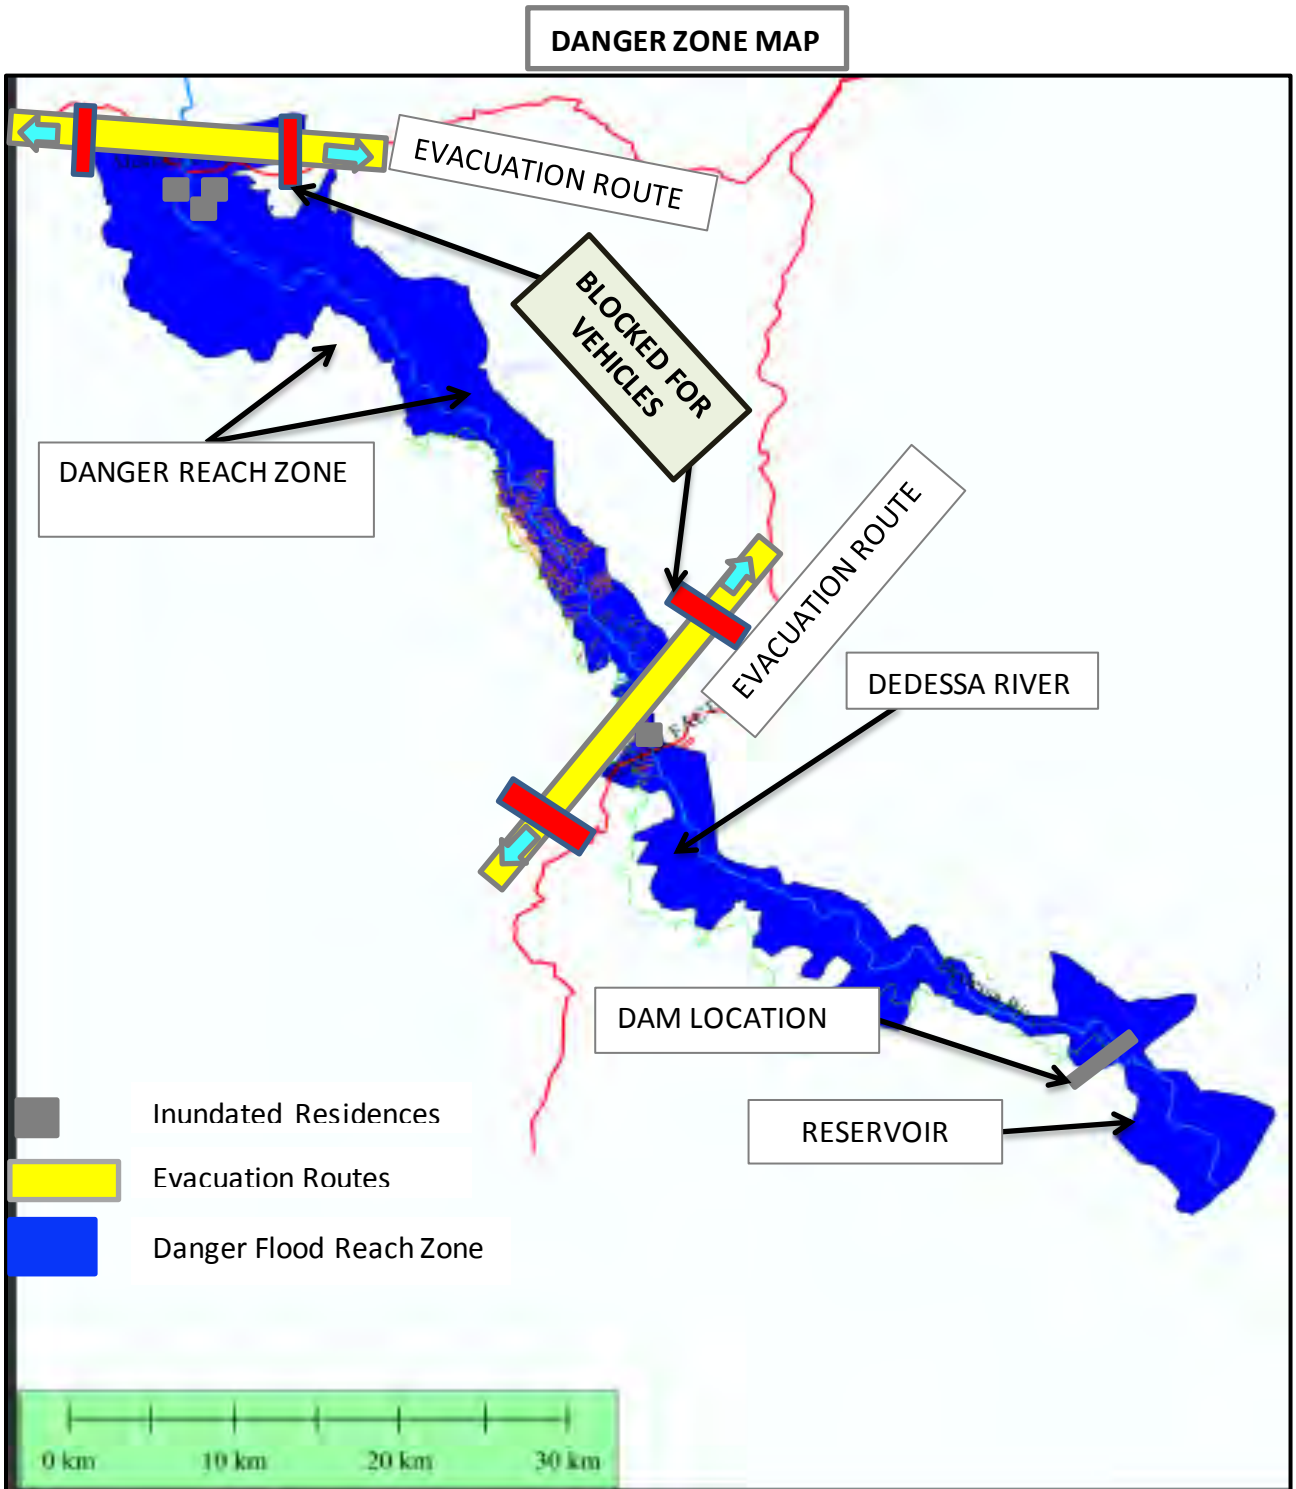 DANGER ZONE MAP
EVACUATION ROUTE
BLOCKED FOR
VEHICLES
DANGER REACH ZONE
EVACUATION ROUTE
DEDESSA RIVER
DAM LOCATION
RESERVOIR
Inundated Residences
Evacuation Routes
Danger Flood Reach Zone
0 km
10 km
20 km
30 km